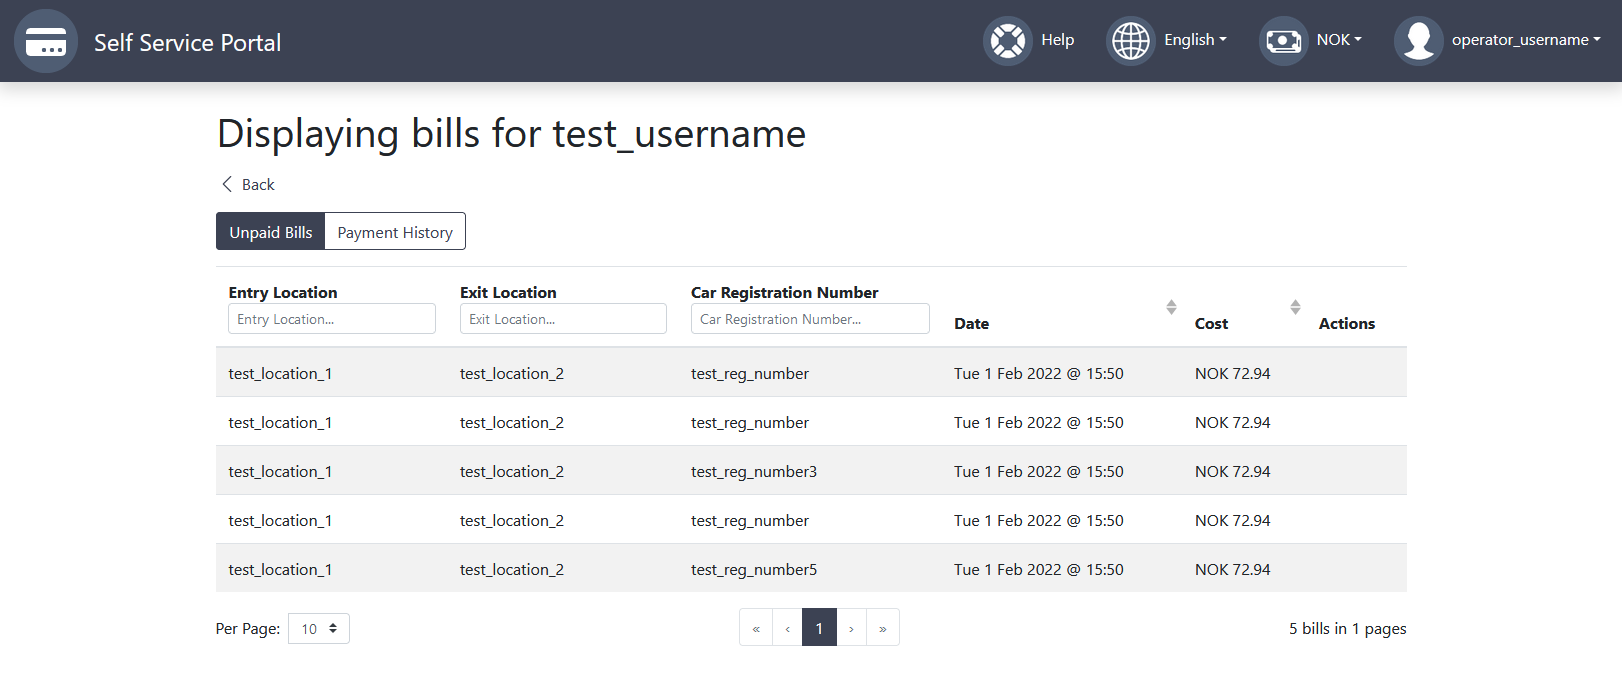 Self Service Portal
Help
English
NOK
operator_username
Displaying bills for test_username
Back
Unpaid Bills
Payment History
Entry Location Exit Location Car Registration Number
Entry Location... Exit Location... Car Registration Number... Date Cost Actions
test_location_1 test_location_2 test_reg_number Tue 1 Feb 2022 @ 15:50 NOK 72.94
test_location_1 test_location_2 test_reg_number Tue 1 Feb 2022 @ 15:50 NOK 72.94
test_location_1 test_location_2 test_reg_number3 Tue 1 Feb 2022 @ 15:50 NOK 72.94
test_location_1 test_location_2 test_reg_number Tue 1 Feb 2022 @ 15:50 NOK 72.94
test_location_1 test_location_2 test_reg_number5 Tue 1 Feb 2022 @ 15:50 NOK 72.94
Per Page: 10 « ‹ 1 › » 5 bills in 1 pages